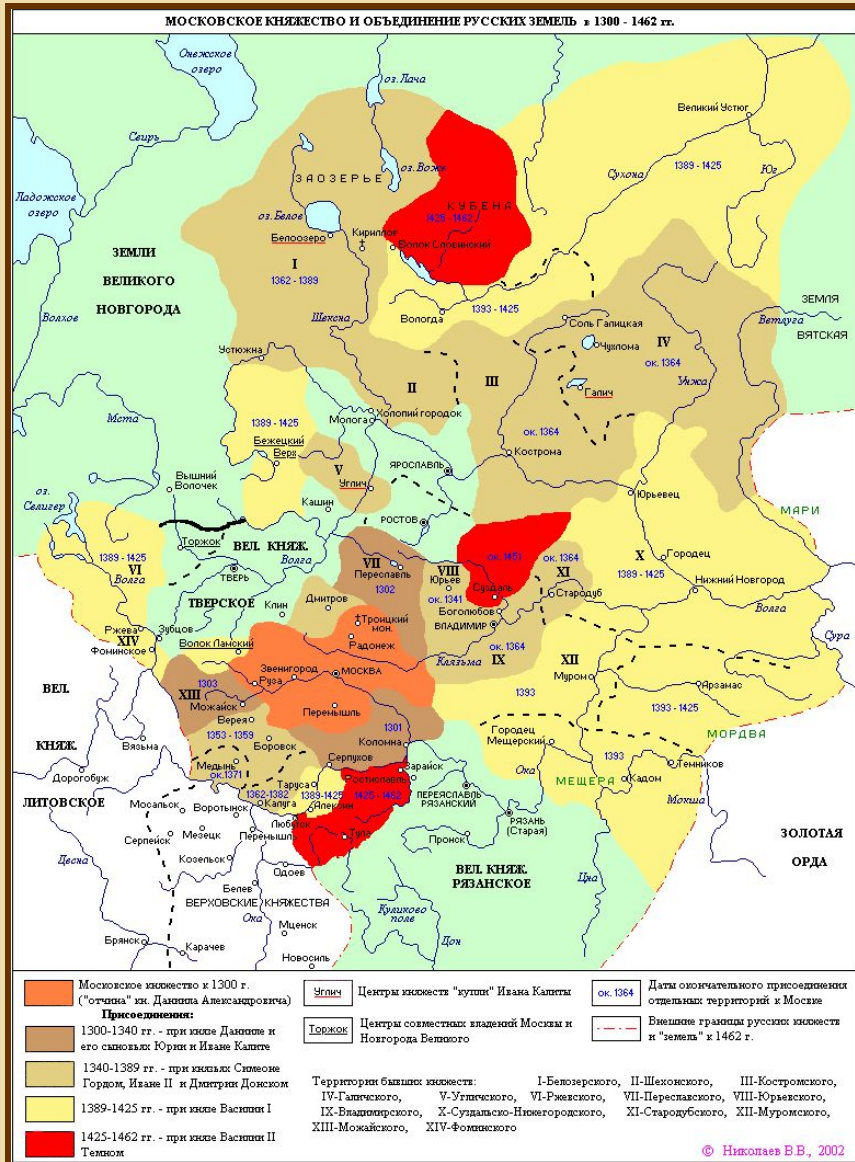 МОСКОВСКОЕ КНЯЖЕСТВО И ОБЪЕДИНЕНИЕ РУССКИХ ЗЕМЕЛЬ в 1300 - 1462 гг.
Онежское
озеро
оз. Лача
Великий Устюг
Свирь
Сухона
Юг
1389 - 1425
ЗАОЗЕРЬЕ
оз. Воже
КУБЕНА
1425 - 1462
Ладожское
озеро
оз. Белое
Кириллов
Белоозеро
Волок Словинский
ЗЕМЛИ
ВЕЛИКОГО
НОВГОРОДА
I
1362 - 1389
1393 - 1425
Вологда
ЗЕМЛЯ
ВЯТСКАЯ
Ветлуга
Волхов
Шексна
Соль Галицкая
Чухлома
IV
ок. 1364
Унжа
Устюжна
II
III
Галич
Мста
1389 - 1425
Холопий городок
Молога
ок. 1364
Кострома
Бежецкий
Верх
V
Углич
ЯРОСЛАВЛЬ
Вышний
Волочек
Кашин
РОСТОВ
Юрьевец
МАРИ
оз.
Селигер
Торжок
ВЕЛ. КНЯЖ.
Волга
1389 - 1425
VI
Волга
ТВЕРЬ
ТВЕРСКОЕ
VII
Переславль
1302
VIII
Юрьев
ок. 1341
ок. 1451
Суздаль
ок. 1364
XI
Стародуб
X
1389 - 1425
Городец
Нижний Новгород
Волга
Клин
Дмитров
Боголюбов
ВЛАДИМИР
Сура
Ржева
Зубцов
XIV
Фоминское
Троицкий
мон.
Радонеж
ок. 1364
Клязьма
IX
XII
Волок Ламский
Звенигород
Руза
МОСКВА
Муром
ВЕЛ.
КНЯЖ.
ЛИТОВСКОЕ
1303
XIII
Можайск
Верея
Перемышль
1393
Арзамас
1393 - 1425
1353 - 1359
Боровск
1301
Коломна
Городец
Мещерский
МОРДВА
Вязьма
Дорогобуж
Медынь
ок. 1371
Серпухов
Зарайск
Ока
1393
Темников
Кадом
МЕЩЕРА
Мокша
1362-1382
Калуга
Таруса
1389-1425
Алексин
Ростиславль
1425 - 1462
ПЕРЕЯСЛАВЛЬ
РЯЗАНСКИЙ
РЯЗАНЬ
(Старая)
Мосальск
Воротынск
Любутск
Тула
Серпейск
Мезецк
Перемышль
Пронск
ЗОЛОТАЯ
ОРДА
Десна
Козельск
Одоев
ВЕЛ. КНЯЖ.
РЯЗАНСКОЕ
Цна
Белев
ВЕРХОВСКИЕ КНЯЖЕСТВА
Ока
Куликово
поле
Мценск
Дон
Брянск
Карачев
Новосиль
Московское княжество к 1300 г.
("отчина" кн. Даниила Александровича)
Присоединения:
1300-1340 гг. - при князе Данииле и
его сыновьях Юрии и Иване Калите
1340-1389 гг. - при князьях Симеоне
Гордом, Иване II и Дмитрии Донском
1389-1425 гг. - при князе Василии I
1425-1462 гг. - при князе Василии II
Темном
Углич
Центры княжеств "купли" Ивана Калиты
Торжок
Центры совместных владений Москвы и
Новгорода Великого
ок. 1364
Даты окончательного присоединения
отдельных территорий к Москве
Внешние границы русских княжеств
и "земель" к 1462 г.
Территории бывших княжеств: I-Белозерского, II-Шехонского, III-Костромского,
IV-Галичского, V-Угличского, VI-Ржевского, VII-Переславского, VIII-Юрьевского,
IX-Владимирского, X-Суздальско-Нижегородского, XI-Стародубского, XII-Муромского,
XIII-Можайского, XIV-Фоминского
© Николаев В.В., 2002